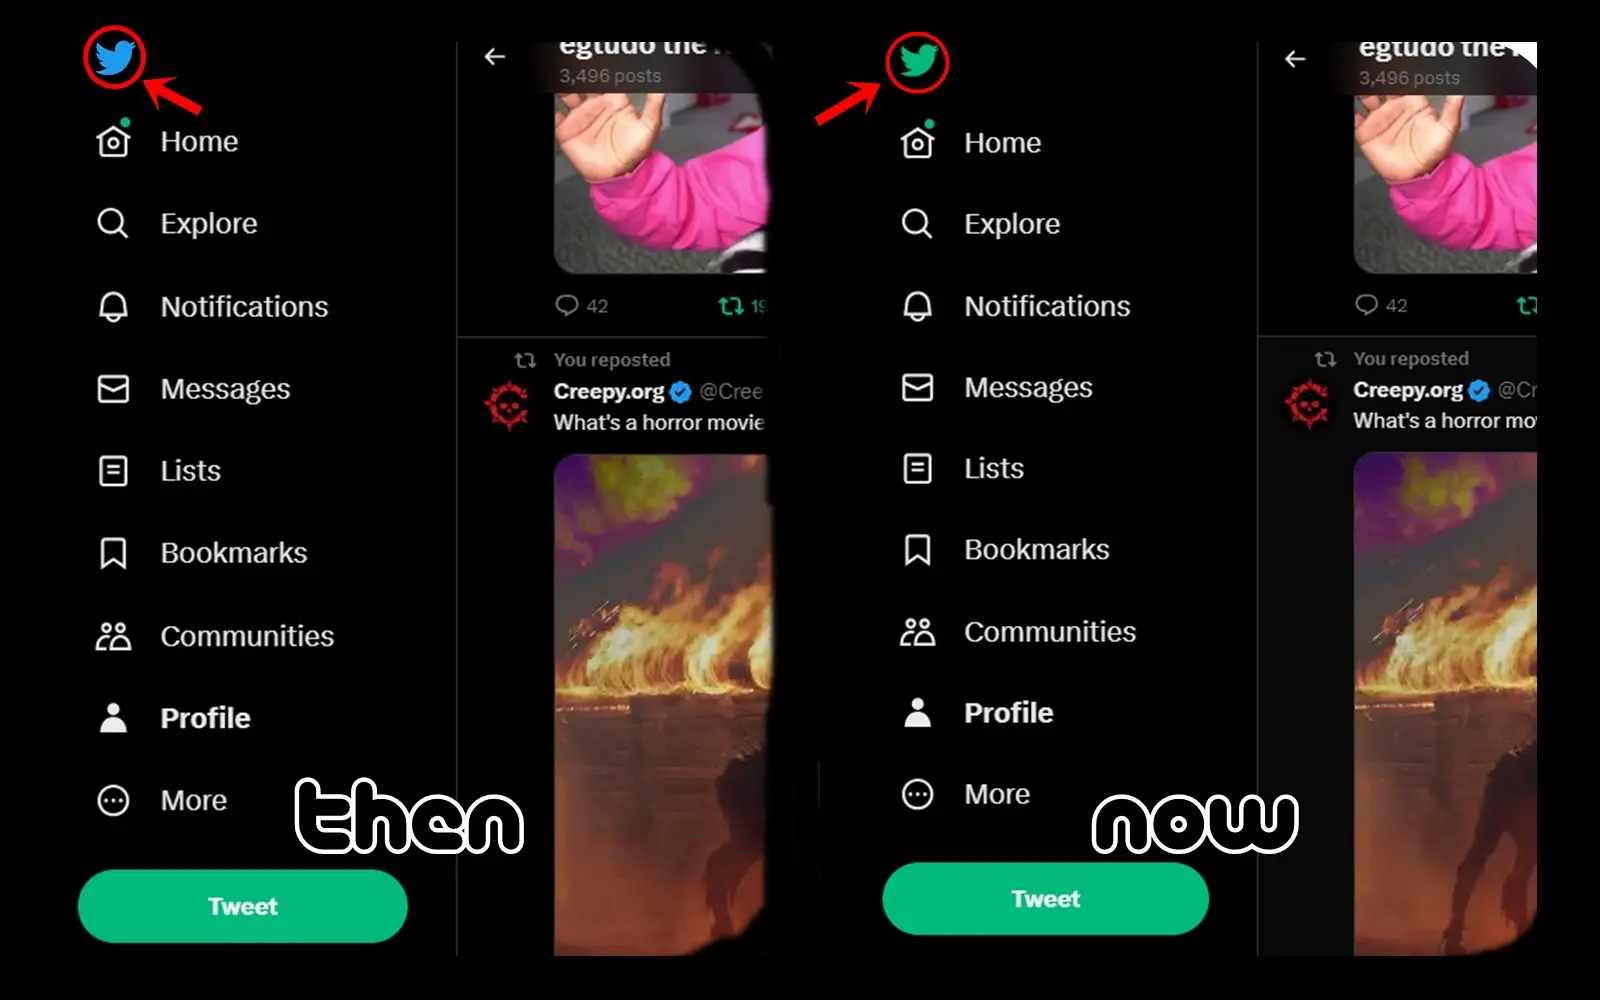 egtudo the
3,496 posts
Home
Explore
Notifications
42
19
You reposted
Messages
Creepy.org @Cree
What's a horror movie
Lists
Bookmarks
Communities
Profile
More
then
Tweet
egtudo the
3,496 posts
Home
Explore
Notifications
42
You reposted
Messages
Creepy.org @Cr
What's a horror mo
Lists
Bookmarks
Communities
Profile
More
now
Tweet